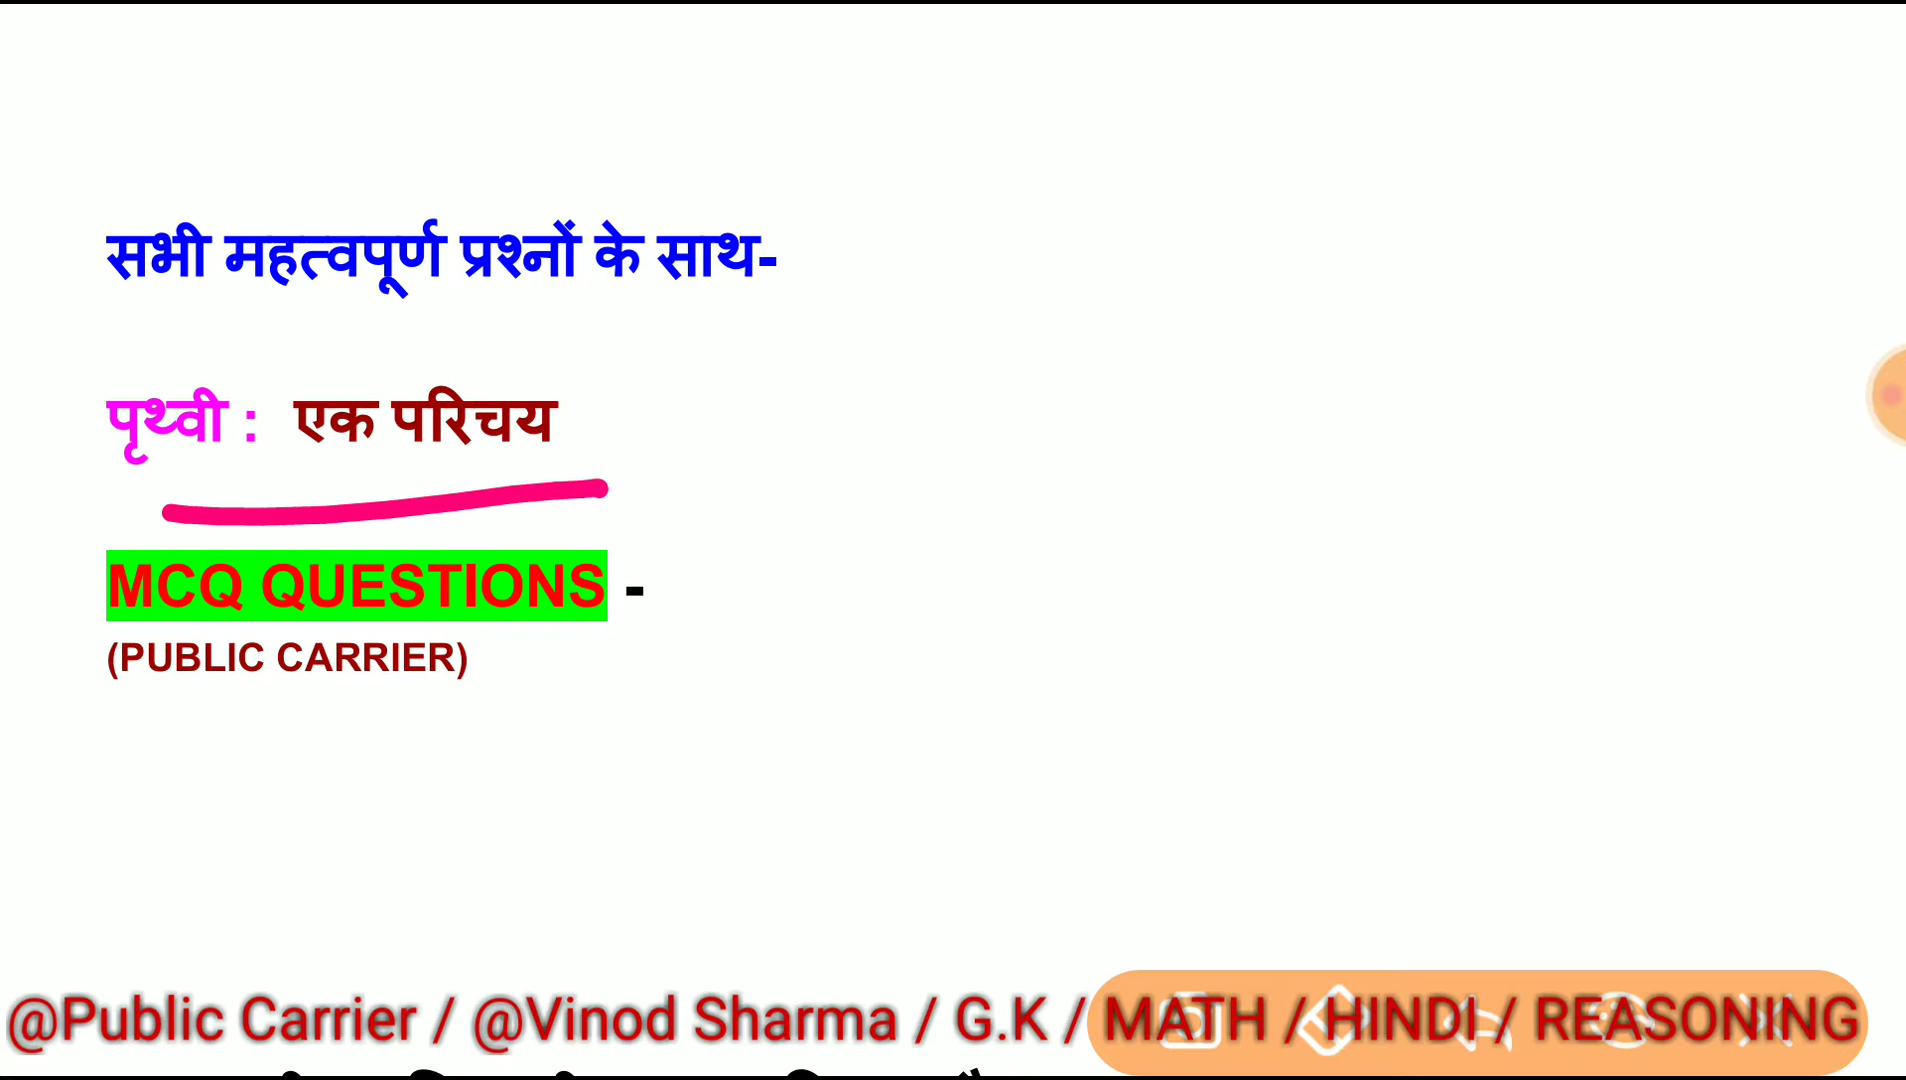 सभी महत्वपूर्ण प्रश्नों के साथ-
पृथ्वी : एक परिचय
MCQ QUESTIONS -
(PUBLIC CARRIER)
@Public Carrier / @Vinod Sharma / G.K / MATH / HINDI / REASONING